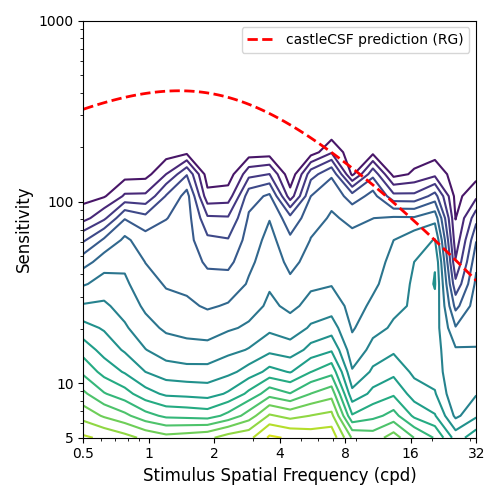 1000
castleCSF prediction (RG)
100
10
5
Sensitivity
0.5 1 2 4 8 16 32
Stimulus Spatial Frequency (cpd)